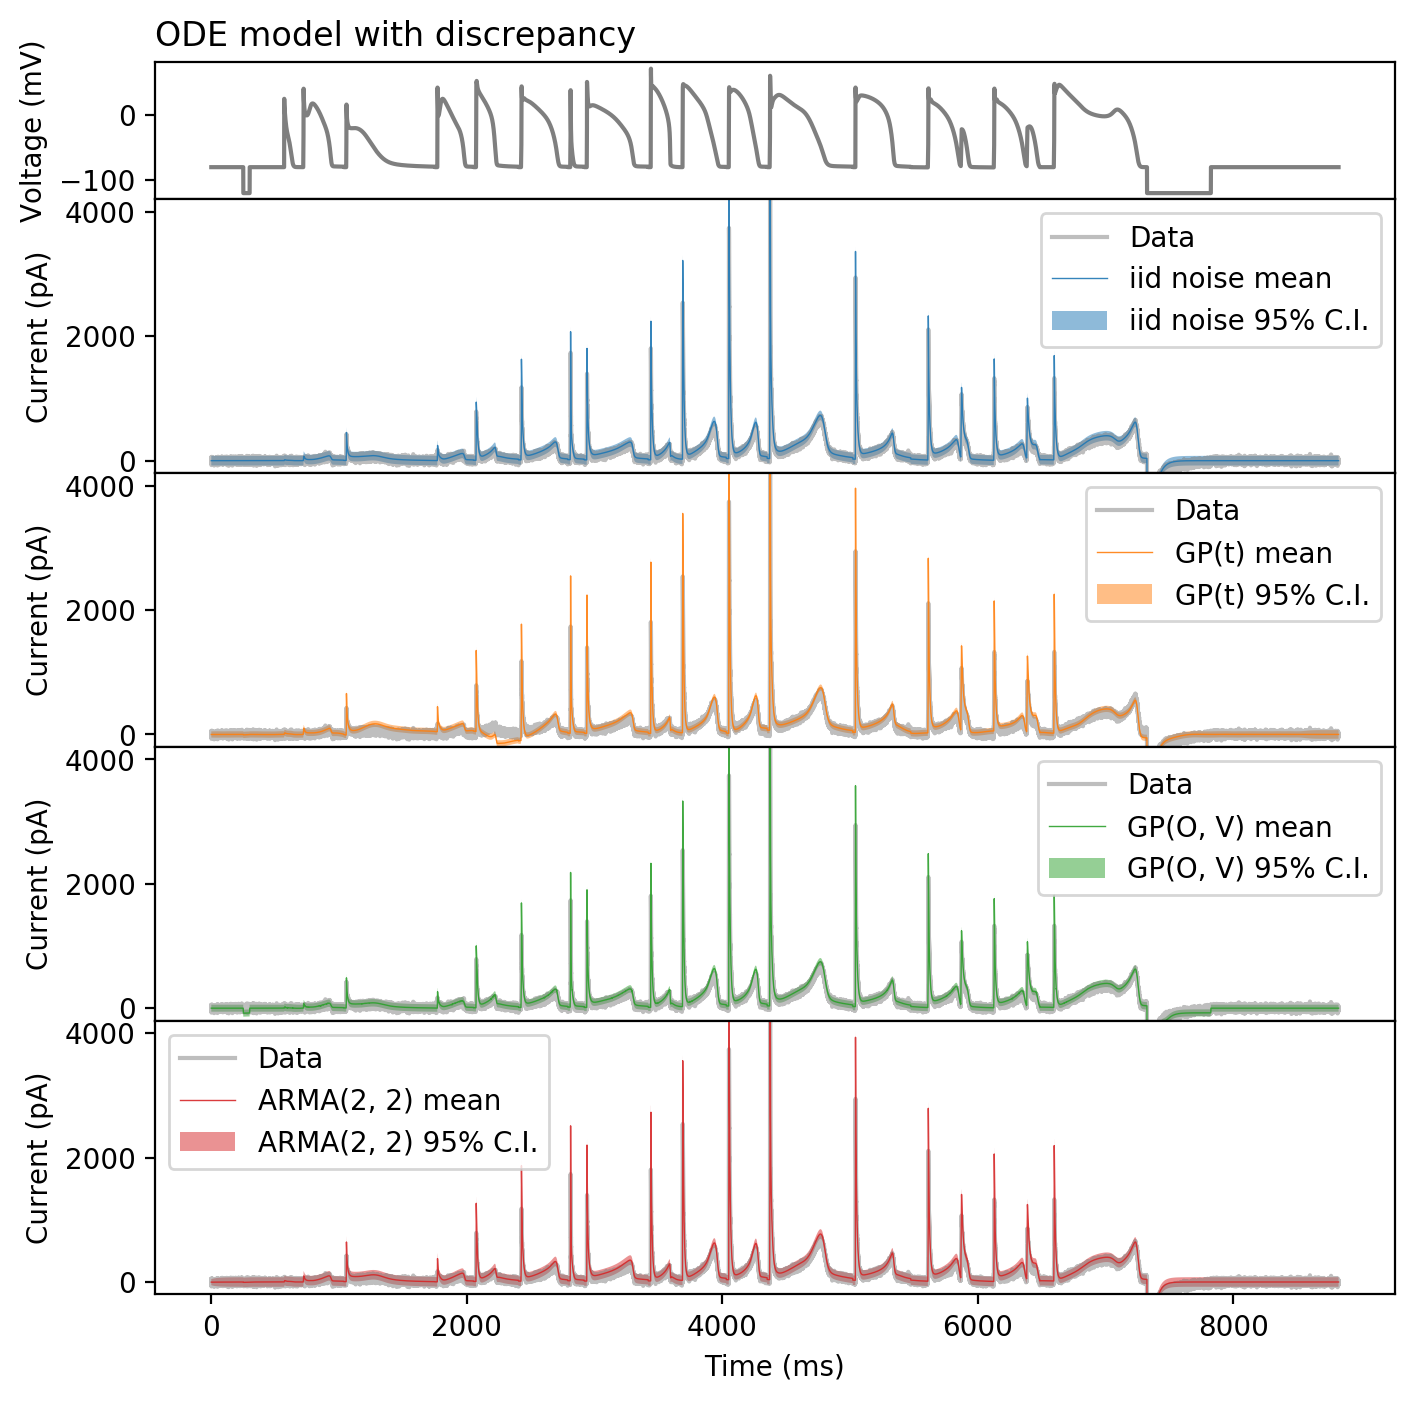 ODE model with discrepancy
Voltage (mV)
0
−100
Current (pA)
4000
2000
0
Data
iid noise mean
iid noise 95% C.I.
Current (pA)
4000
2000
0
Data
GP(t) mean
GP(t) 95% C.I.
Current (pA)
4000
2000
0
Data
GP(O, V) mean
GP(O, V) 95% C.I.
Current (pA)
4000
2000
0
Data
ARMA(2, 2) mean
ARMA(2, 2) 95% C.I.
0 2000 4000 6000 8000
Time (ms)